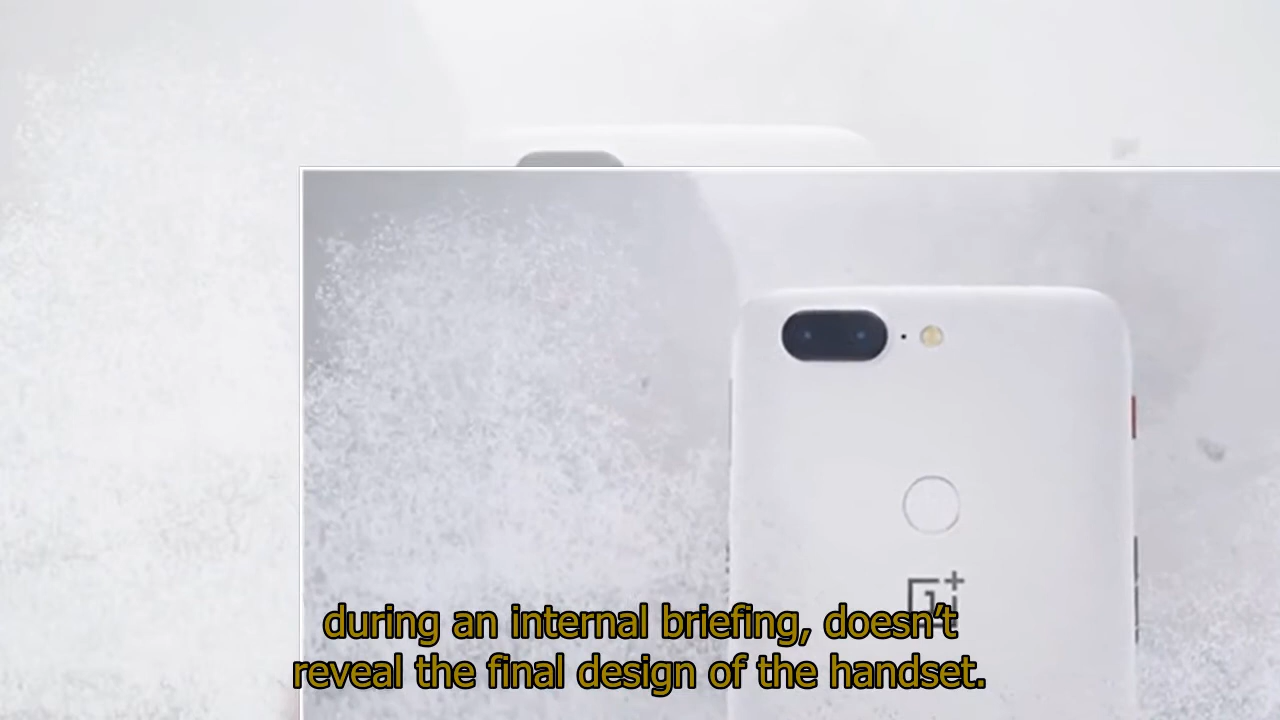 during an internal briefing, doesn’t
reveal the final design of the handset.